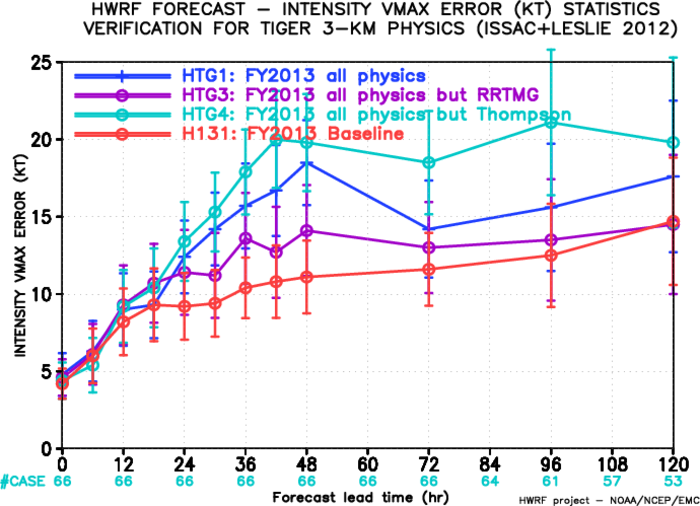 HWRF FORECAST – INTENSITY VMAX ERROR (KT) STATISTICS
VERIFICATION FOR TIGER 3–KM PHYSICS (ISSAC+LESLIE 2012)
HTG1: FY2013 all physics
HTG3: FY2013 all physics but RRTMG
HTG4: FY2013 all physics but Thompson
H131: FY2013 Baseline
INTENSITY VMAX ERROR (KT)
25
20
15
10
5
0
0 12 24 36 48 60 72 84 96 108 120
#CASE 66 66 66 66 66 66 66 64 61 57 53
Forecast lead time (hr)
HWRF project – NOAA/NCEP/EMC